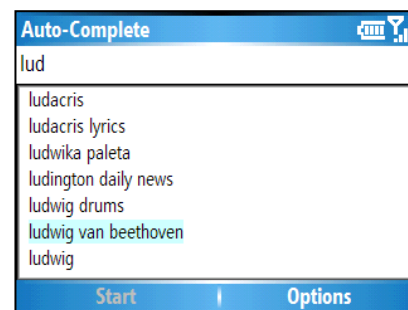 Auto-Complete
lud
ludacris
ludacris lyrics
ludwika paleta
ludington daily news
ludwig drums
ludwig van beethoven
ludwig
Start Options